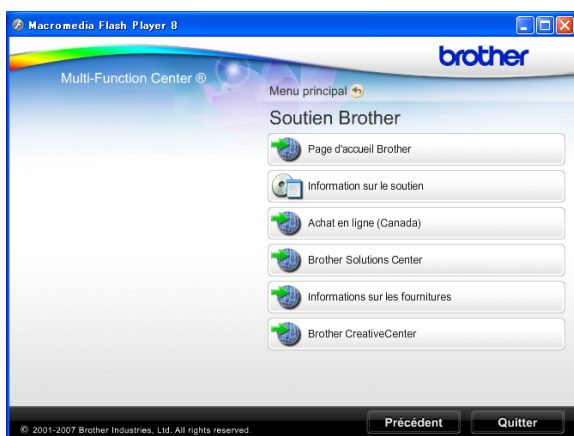 Macromedia Flash Player 8
brother
Multi-Function Center ®
Menu principal
Soutien Brother
Page d'accueil Brother
Information sur le soutien
Achat en ligne (Canada)
Brother Solutions Center
Informations sur les fournitures
Brother CreativeCenter
© 2001-2007 Brother Industries, Ltd. All rights reserved.
Précédent
Quitter